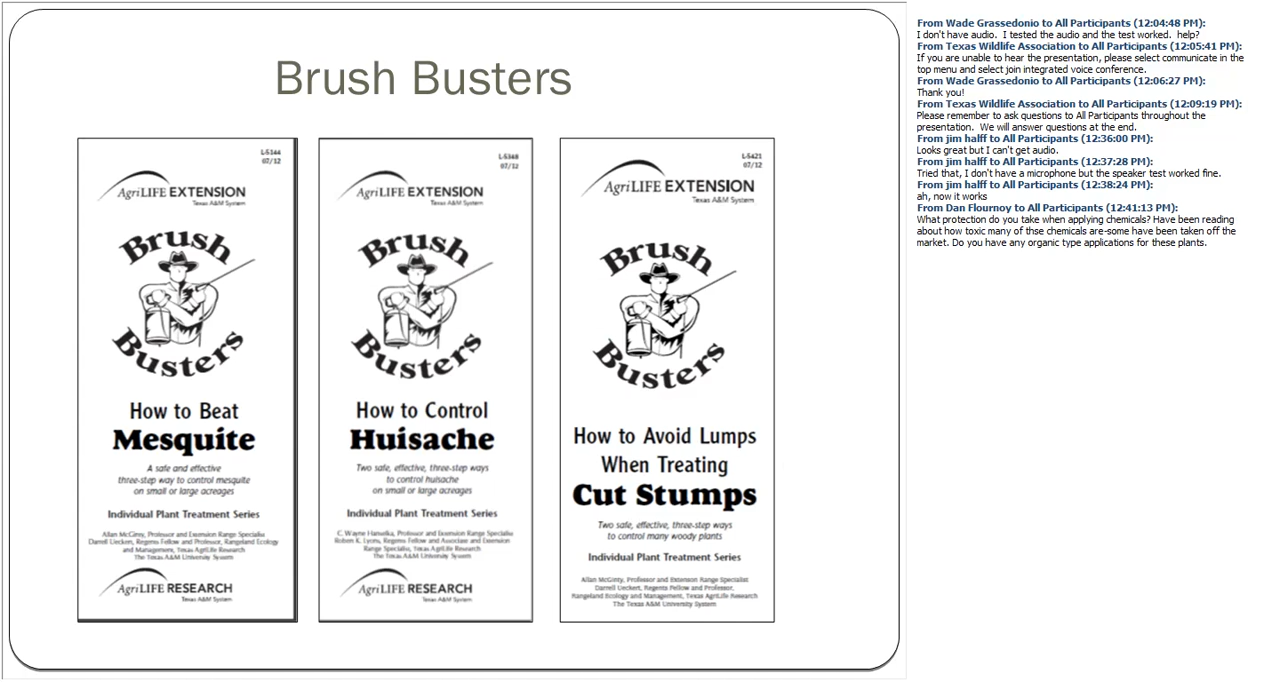 Brush Busters
L-5144
07/12
AgriLIFE EXTENSION
Texas A&M System
Brush
Busters
How to Beat
Mesquite
A safe and effective
three-step way to control mesquite
on small or large acreages
Individual Plant Treatment Series
Allan McGinty, Professor and Extension Range Specialist
Darrell Ueckert, Regents Fellow and Professor, Rangeland Ecology
and Management, Texas AgriLife Research
The Texas A&M University System
AgriLIFE RESEARCH
Texas A&M System
L-5348
07/12
AgriLIFE EXTENSION
Texas A&M System
Brush
Busters
How to Control
Huisache
Two safe, effective, three-step ways
to control huisache
on small or large acreages
Individual Plant Treatment Series
C. Wayne Hanselka, Professor and Extension Range Specialist
Robert K. Lyons, Regents Fellow and Associate and Extension
Range Specialist, Texas AgriLife Research
The Texas A&M University System
AgriLIFE RESEARCH
Texas A&M System
L-5421
07/12
AgriLIFE EXTENSION
Texas A&M System
Brush
Busters
How to Avoid Lumps
When Treating
Cut Stumps
Two safe, effective, three-step ways
to control many woody plants
Individual Plant Treatment Series
Allan McGinty, Professor and Extension Range Specialist
Darrell Ueckert, Regents Fellow and Professor,
Rangeland Ecology and Management, Texas AgriLife Research
The Texas A&M University System
From Wade Grassedonio to All Participants (12:04:48 PM):
I don't have audio.  I tested the audio and the test worked.  help?
From Texas Wildlife Association to All Participants (12:05:41 PM):
If you are unable to hear the presentation, please select communicate in the
top menu and select join integrated voice conference.
From Wade Grassedonio to All Participants (12:06:27 PM):
Thank you!
From Texas Wildlife Association to All Participants (12:09:19 PM):
Please remember to ask questions to All Participants throughout the
presentation.  We will answer questions at the end.
From jim halff to All Participants (12:36:00 PM):
Looks great but I can't get audio.
From jim halff to All Participants (12:37:28 PM):
Tried that, I don't have a microphone but the speaker test worked fine.
From jim halff to All Participants (12:38:24 PM):
ah, now it works
From Dan Flournoy to All Participants (12:41:13 PM):
What protection do you take when applying chemicals? Have been reading
about how toxic many of thse chemicals are-some have been taken off the
market. Do you have any organic type applications for these plants.